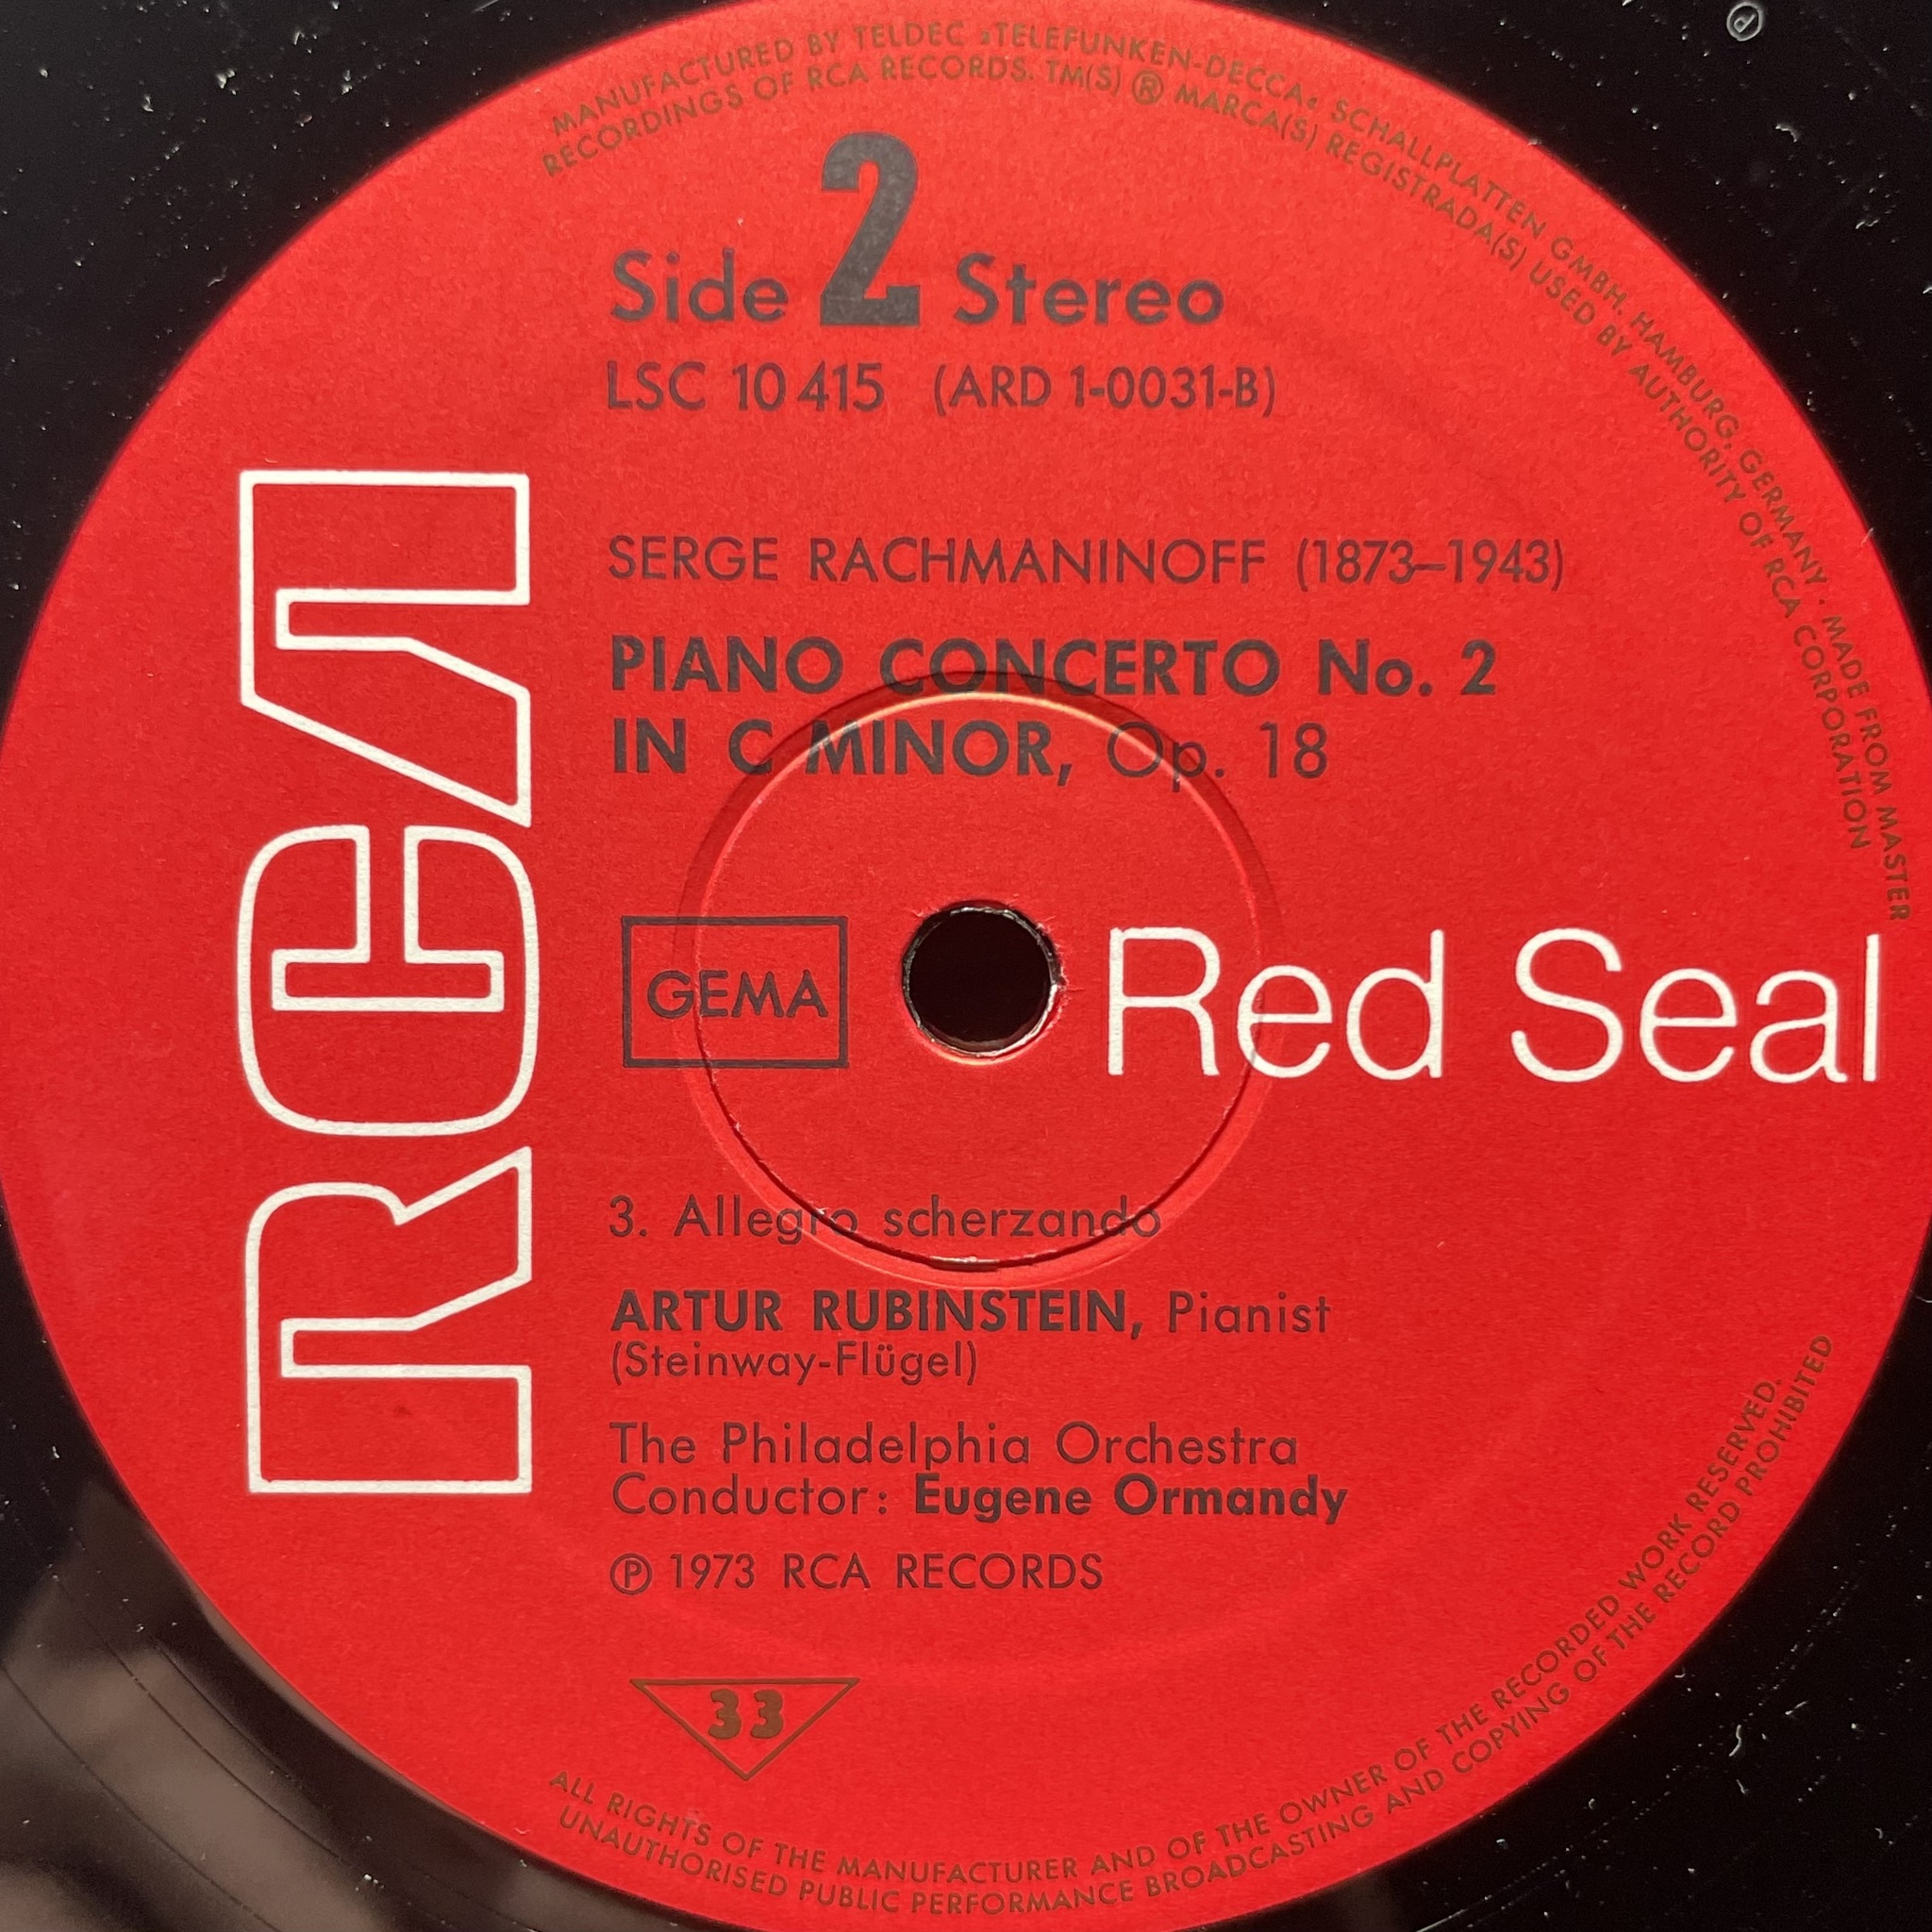 MANUFACTURED BY TELDEC »TELEFUNKEN-DECCA« SCHALLPLATTEN GMBH. HAMBURG, GERMANY · MADE FROM MASTER
RECORDINGS OF RCA RECORDS. TM(S) ® MARCA(S) REGISTRADA(S) USED BY AUTHORITY OF RCA CORPORATION
Side 2 Stereo
LSC 10 415 (ARD 1-0031-B)
SERGE RACHMANINOFF (1873–1943)
PIANO CONCERTO No. 2
IN C MINOR, Op. 18
RCA
GEMA
Red Seal
3. Allegro scherzando
ARTUR RUBINSTEIN, Pianist
(Steinway-Flügel)
The Philadelphia Orchestra
Conductor: Eugene Ormandy
℗ 1973 RCA RECORDS
33
ALL RIGHTS OF THE MANUFACTURER AND OF THE OWNER OF THE RECORDED WORK RESERVED.
UNAUTHORISED PUBLIC PERFORMANCE BROADCASTING AND COPYING OF THE RECORD PROHIBITED
℗